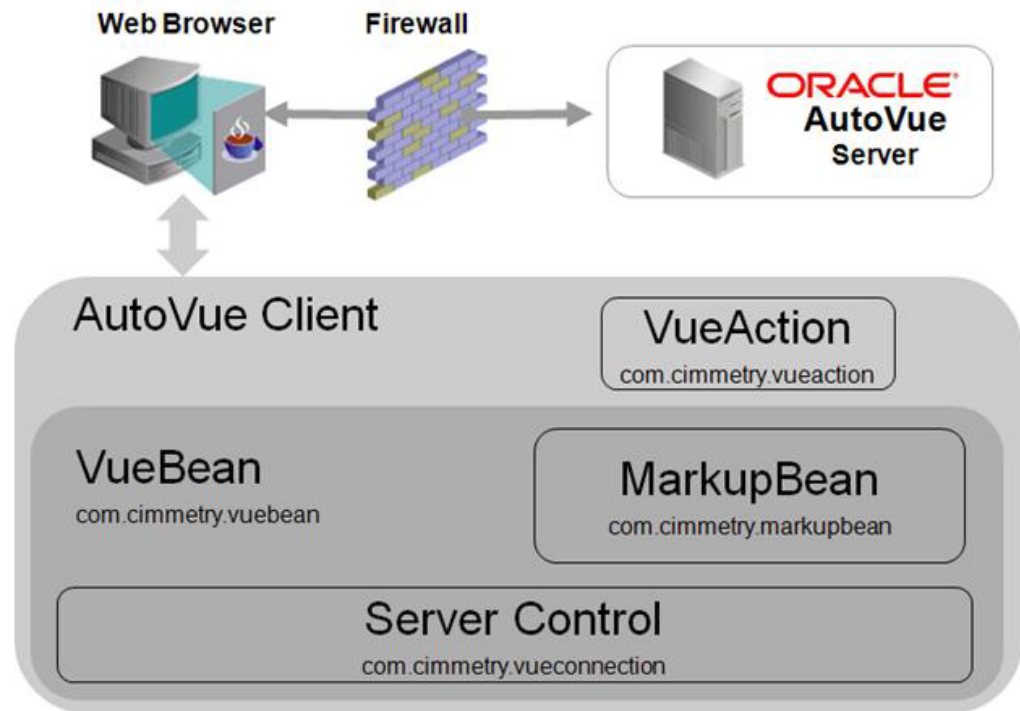 Web Browser
Firewall
ORACLE®
AutoVue
Server
AutoVue Client
VueAction
com.cimmetry.vueaction
VueBean
com.cimmetry.vuebean
MarkupBean
com.cimmetry.markupbean
Server Control
com.cimmetry.vueconnection